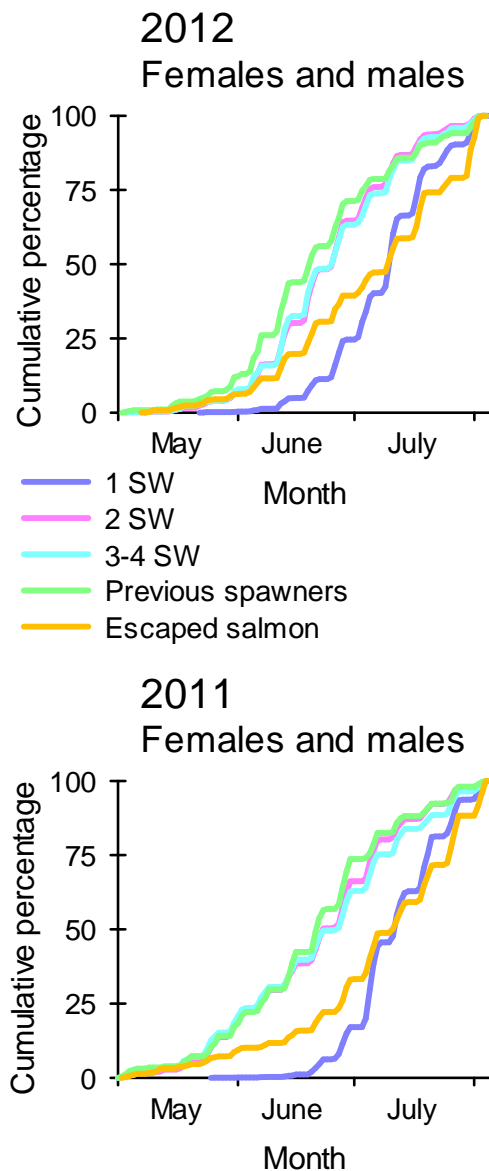 2012
Females and males
100
75
50
25
0
Cumulative percentage
May June July
Month
1 SW
2 SW
3-4 SW
Previous spawners
Escaped salmon
2011
Females and males
100
75
50
25
0
Cumulative percentage
May June July
Month